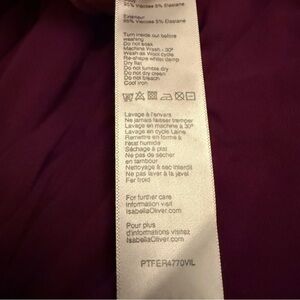 95% Viscose 5% Elastane
Extérieur
95% Viscose 5% Elastane
Turn inside out before
washing
Do not soak
Machine Wash - 30°
Wash as Wool cycle
Re-shape whilst damp
Dry flat
Do not tumble dry
Do not dry clean
Do not bleach
Cool iron
Lavage à l'envers
Ne jamais laisser tremper
Lavage en machine à 30°
Lavage en cycle Laine
Remettre en forme à
l'état humide
Séchage à plat
Ne pas de sécher
en tambour
Nettoyage à sec interdit
Ne pas laver à la javel
Fer froid
For further care
information visit
IsabellaOliver.com
Pour plus
d'informations visitez
IsabellaOliver.com
PTFER4770VIL